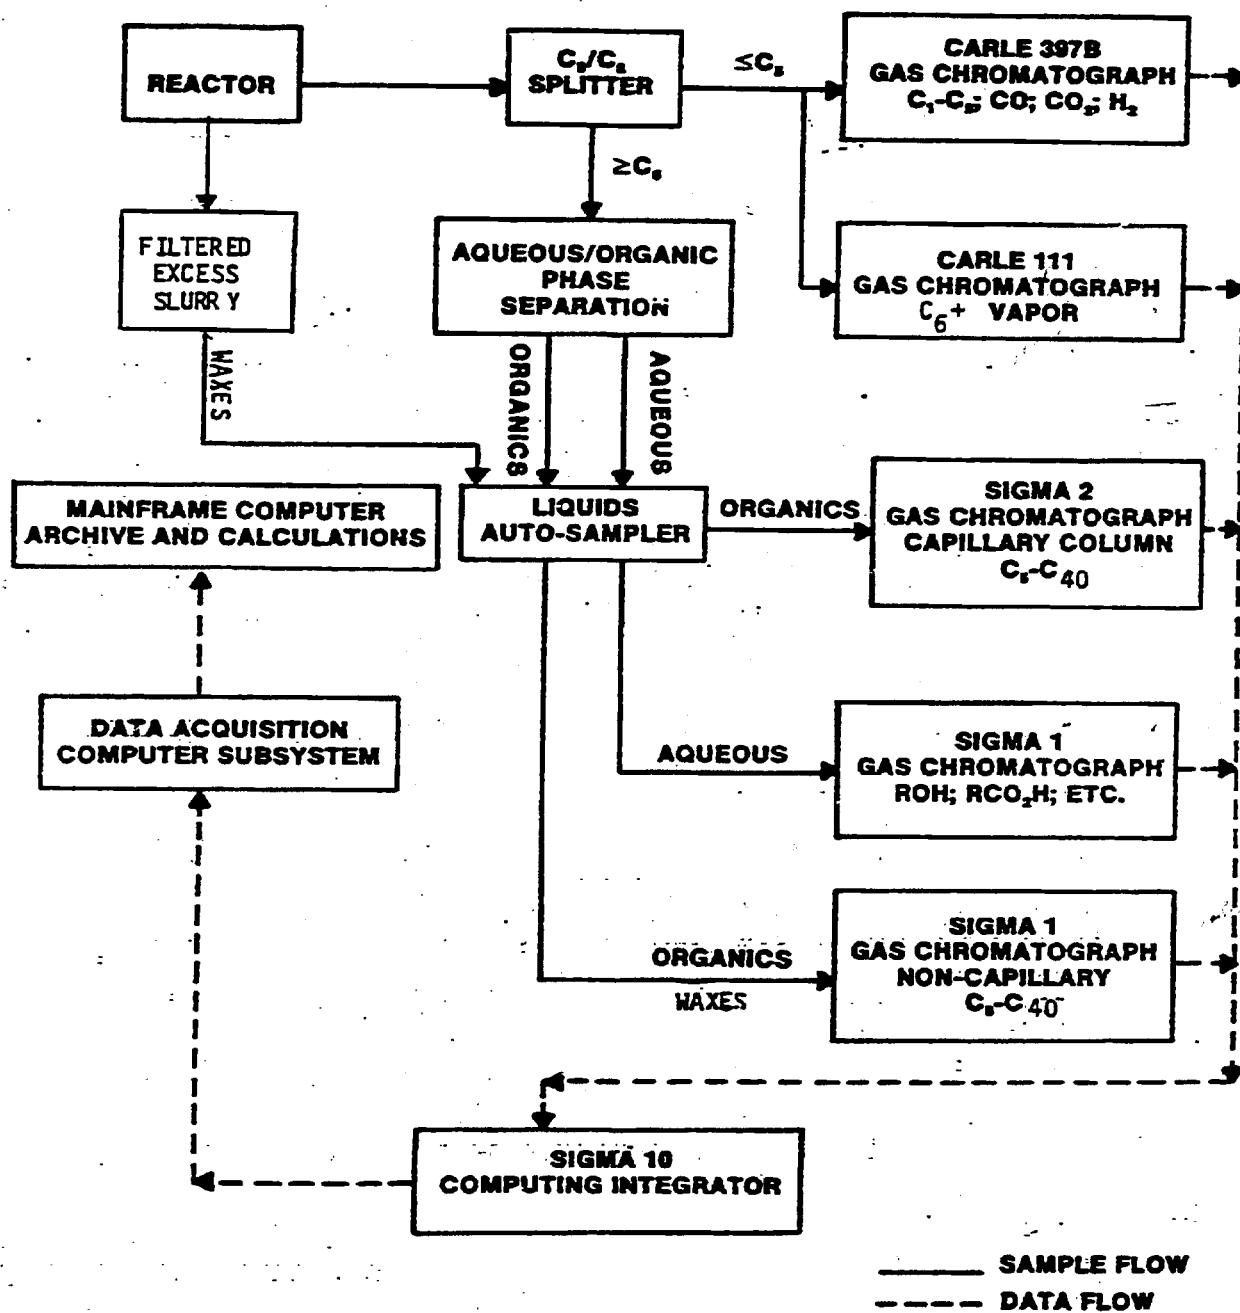 REACTOR
C₅/C₆
SPLITTER
≤C₅
CARLE 397B
GAS CHROMATOGRAPH
C₁-C₅; CO; CO₂; H₂
≥C₆
FILTERED
EXCESS
SLURRY
AQUEOUS/ORGANIC
PHASE
SEPARATION
CARLE 111
GAS CHROMATOGRAPH
C₆+ VAPOR
WAXES
ORGANICS
AQUEOUS
MAINFRAME COMPUTER
ARCHIVE AND CALCULATIONS
LIQUIDS
AUTO-SAMPLER
ORGANICS
SIGMA 2
GAS CHROMATOGRAPH
CAPILLARY COLUMN
C₅-C₄₀
DATA ACQUISITION
COMPUTER SUBSYSTEM
AQUEOUS
SIGMA 1
GAS CHROMATOGRAPH
ROH; RCO₂H; ETC.
ORGANICS
WAXES
SIGMA 1
GAS CHROMATOGRAPH
NON-CAPILLARY
C₅-C₄₀
SIGMA 10
COMPUTING INTEGRATOR
SAMPLE FLOW
DATA FLOW